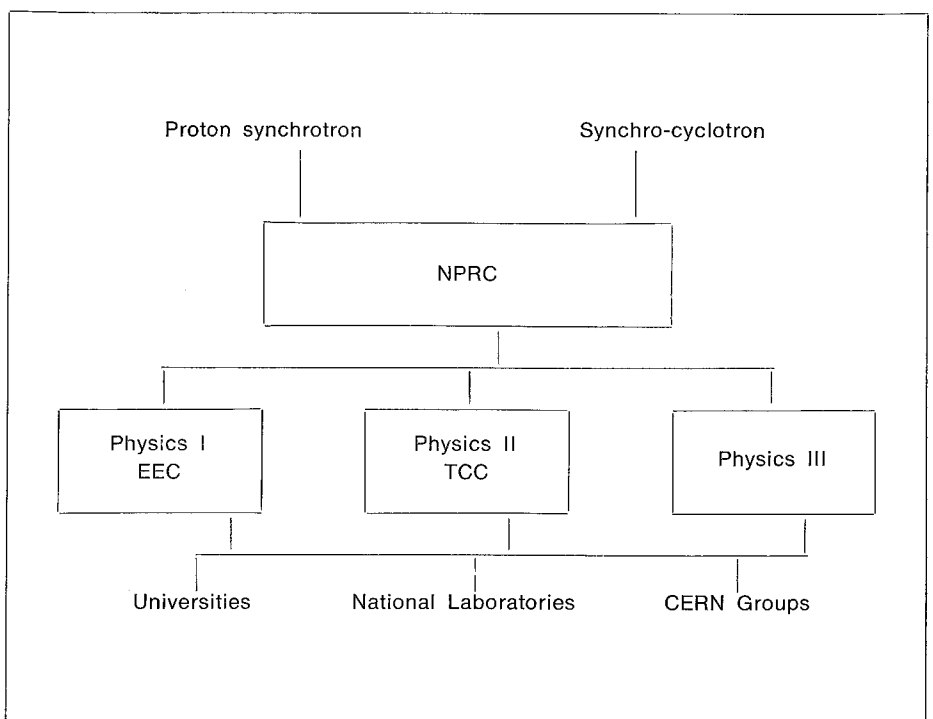 Proton synchrotron
Synchro-cyclotron
NPRC
Physics I
EEC
Physics II
TCC
Physics III
Universities
National Laboratories
CERN Groups